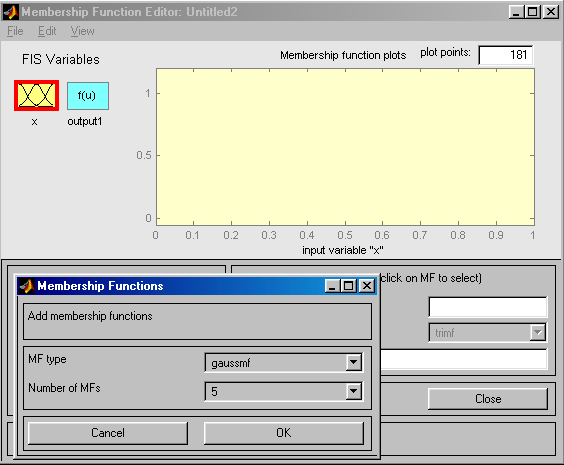 Membership Function Editor: Untitled2
File Edit View
FIS Variables
Membership function plots plot points: 181
f(u)
x output1
1
0.5
0
0 0.1 0.2 0.3 0.4 0.5 0.6 0.7 0.8 0.9 1
input variable "x"
(click on MF to select)
trimf
Close
Membership Functions
Add membership functions
MF type gaussmf
Number of MFs 5
Cancel OK